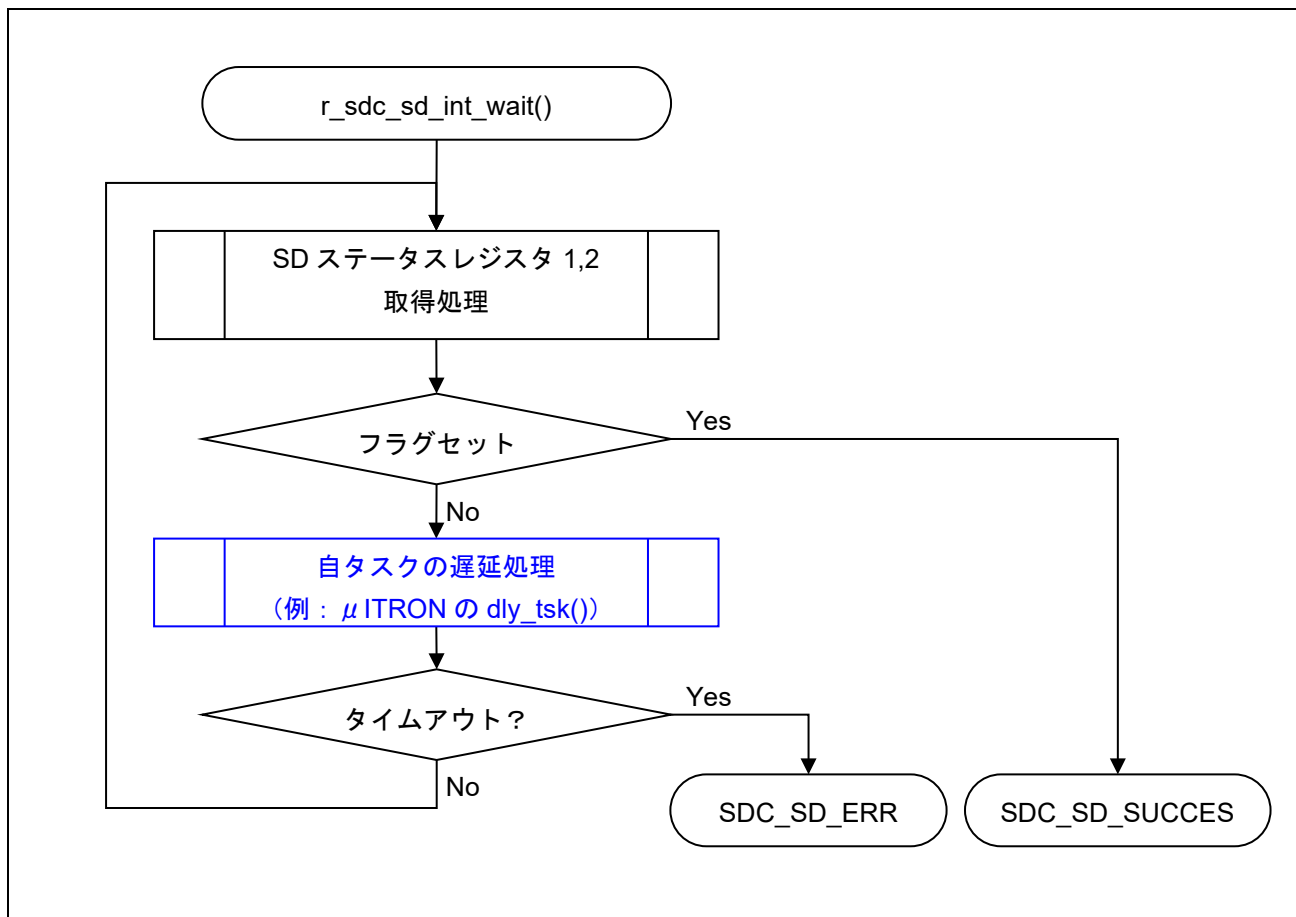 r_sdc_sd_int_wait()
SD ステータスレジスタ 1,2
取得処理
フラグセット
Yes
No
自タスクの遅延処理
（例：μITRON の dly_tsk()）
タイムアウト？
Yes
No
SDC_SD_ERR
SDC_SD_SUCCES